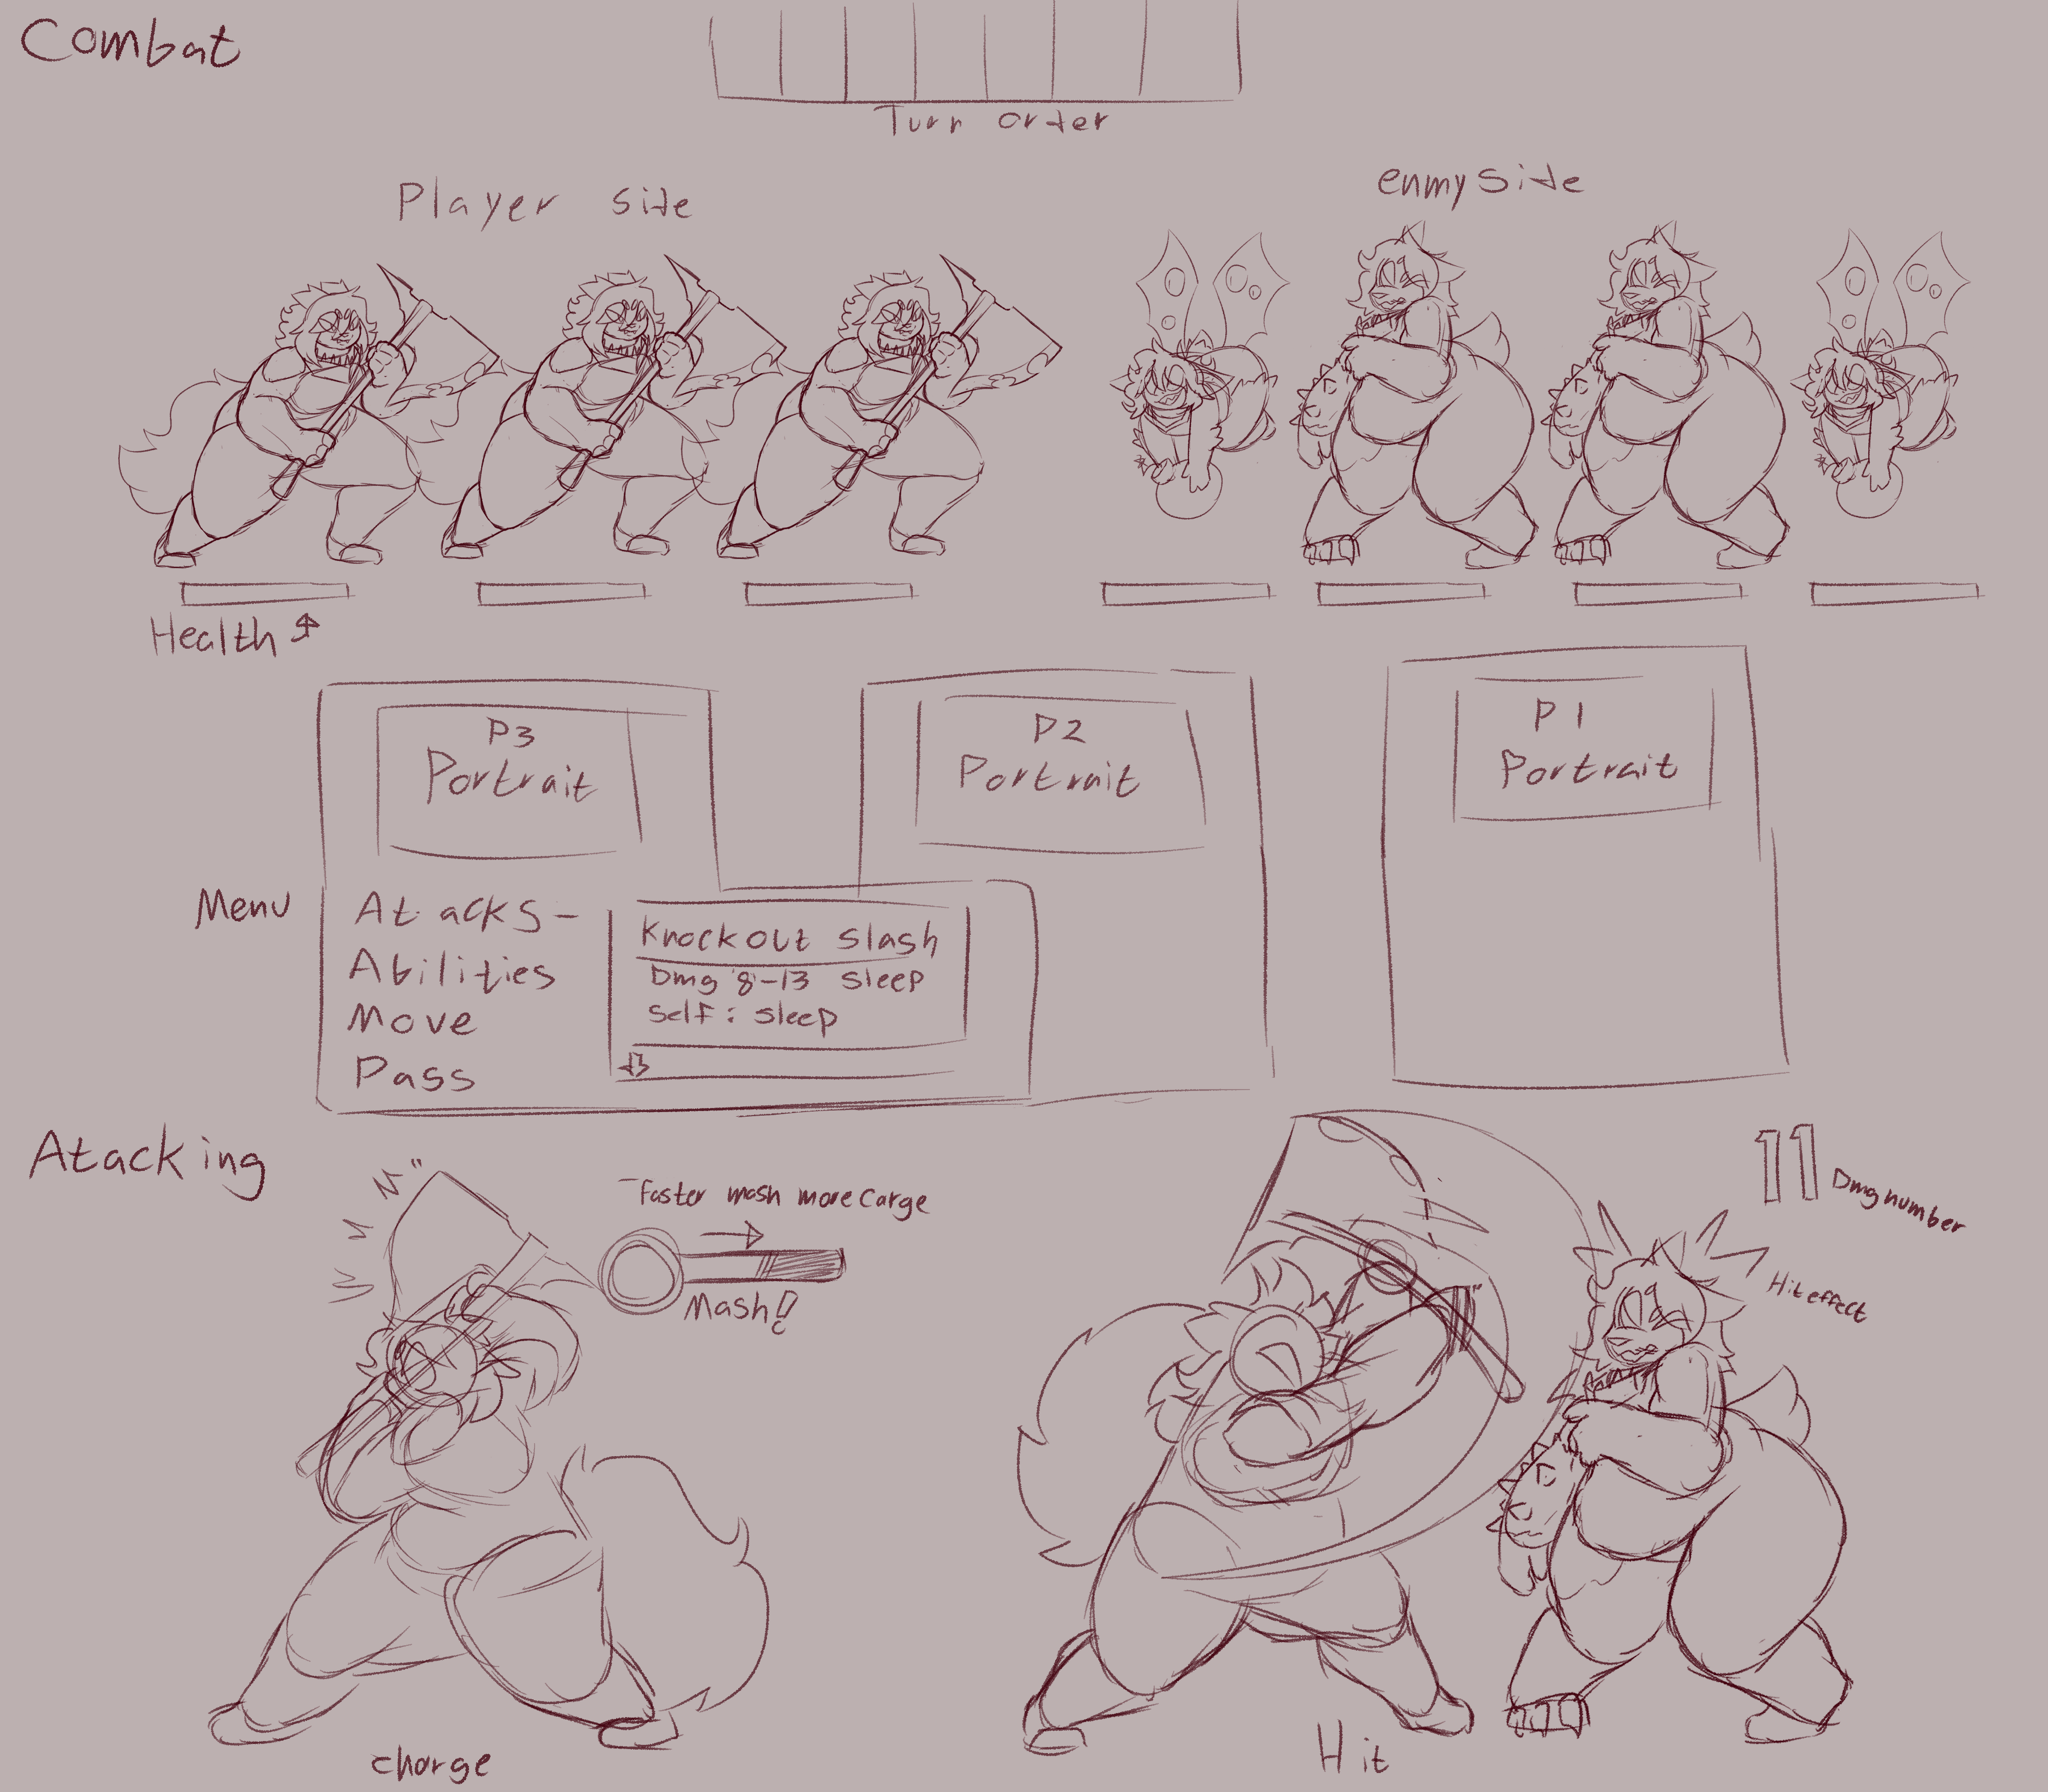 Combat
Turn order
Player side
enmy side
Health
P3
Portrait
P2
Portrait
P1
Portrait
Menu
Atacks-
Abilities
Move
Pass
Knockout slash
Dmg 8-13 sleep
self: sleep
Atacking
-faster mash more carge
Mash!
charge
11
Dmg number
Hit effect
Hit